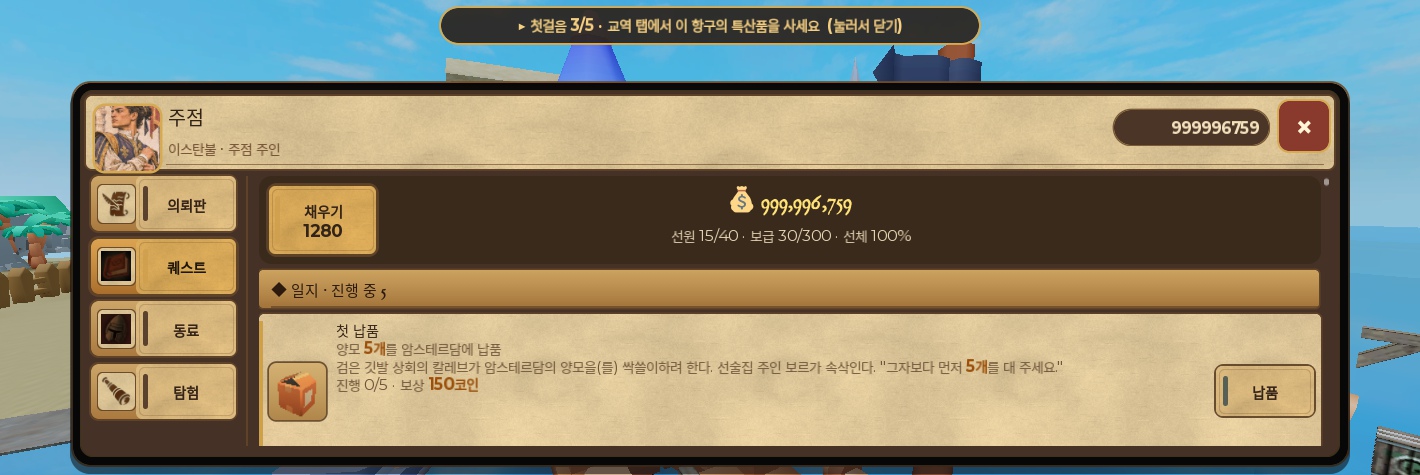 ▸ 첫걸음 3/5 · 교역 탭에서 이 항구의 특산품을 사세요 (눌러서 닫기)
주점
이스탄불 · 주점 주인
999996759
×
의뢰판
퀘스트
동료
탐험
채우기
1280
999,996,759
선원 15/40 · 보급 30/300 · 선체 100%
◆ 일지 · 진행 중 5
첫 납품
양모 5개를 암스테르담에 납품
검은 깃발 상회의 칼레브가 암스테르담의 양모을(를) 싹쓸이하려 한다. 선술집 주인 보르가 속삭인다. "그자보다 먼저 5개를 대 주세요."
진행 0/5 · 보상 150코인
납품